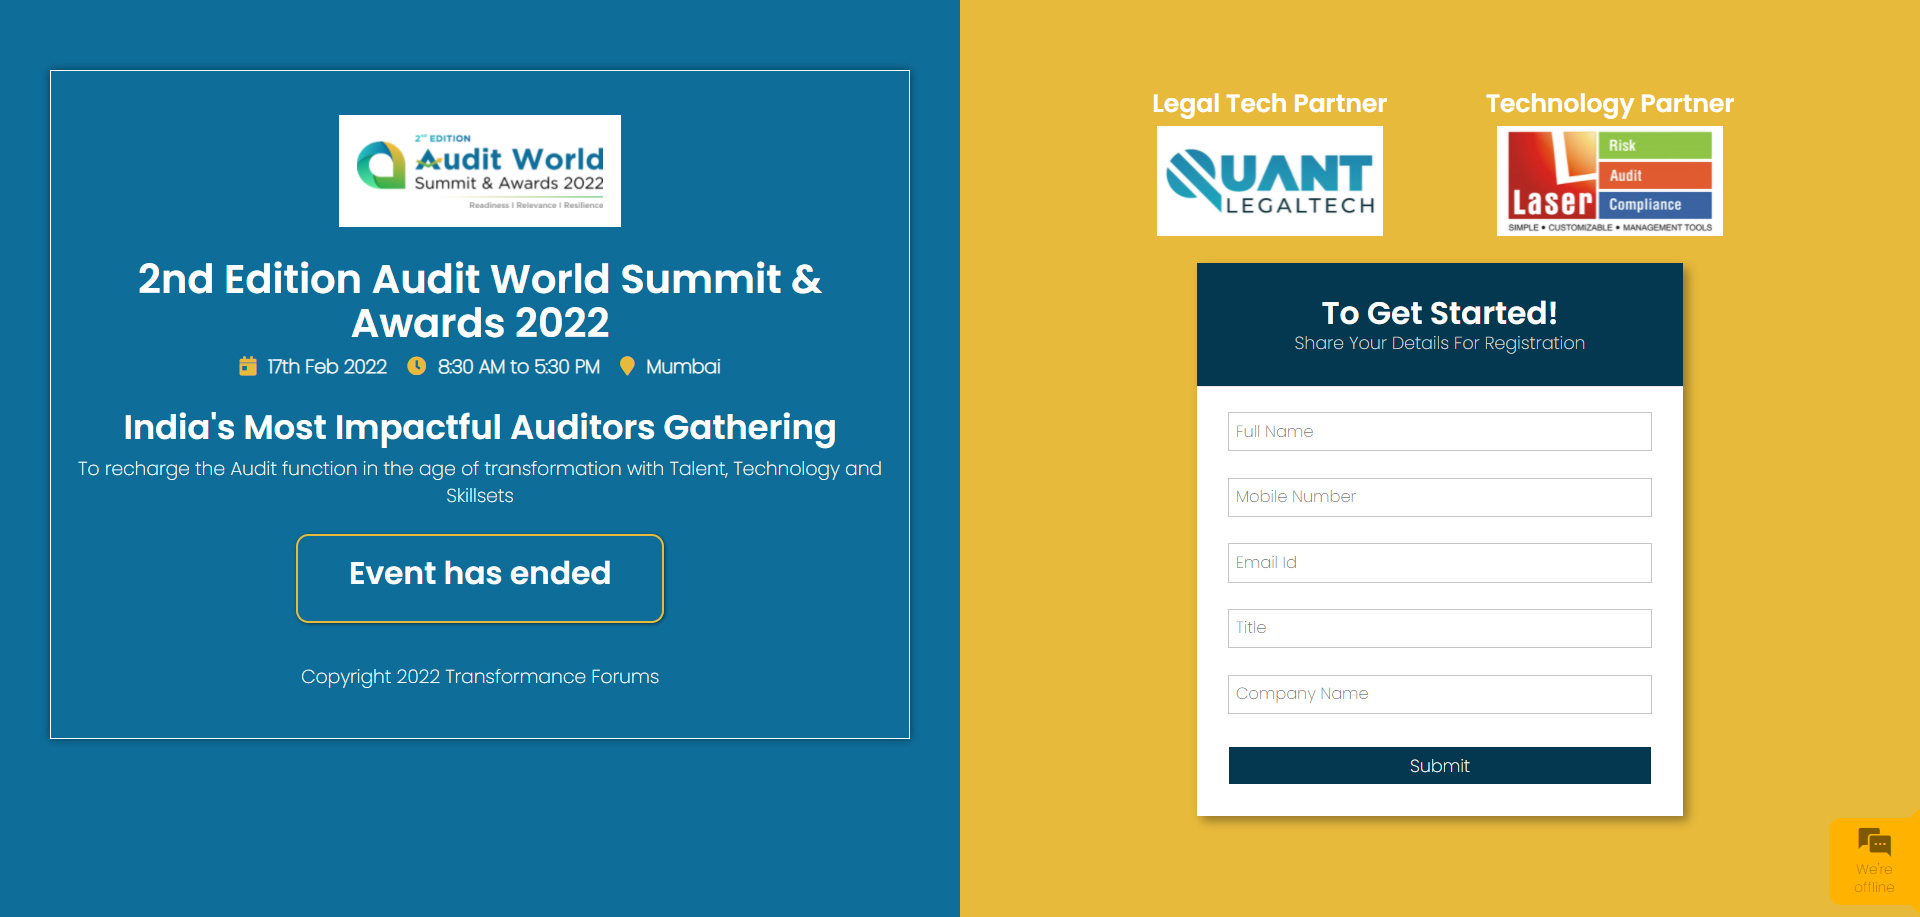 2nd EDITION
Audit World
Summit & Awards 2022
Readiness I Relevance I Resilience
2nd Edition Audit World Summit &
Awards 2022
17th Feb 2022 8:30 AM to 5:30 PM Mumbai
India's Most Impactful Auditors Gathering
To recharge the Audit function in the age of transformation with Talent, Technology and
Skillsets
Event has ended
Copyright 2022 Transformance Forums
Legal Tech Partner
QUANT
LEGALTECH
Technology Partner
Laser
Risk
Audit
Compliance
SIMPLE • CUSTOMIZABLE • MANAGEMENT TOOLS
To Get Started!
Share Your Details For Registration
Full Name
Mobile Number
Email Id
Title
Company Name
Submit
We're
offline